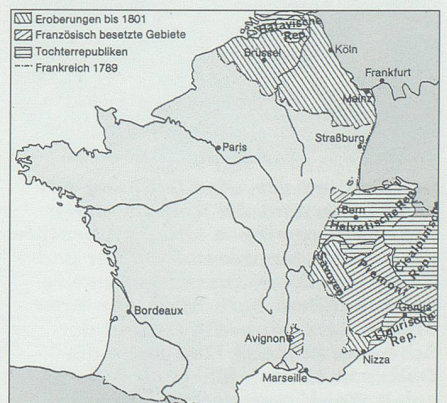 Eroberungen bis 1801
Französisch besetzte Gebiete
Tochterrepubliken
Frankreich 1789
Batavische
Rep.
Brüssel
Köln
Frankfurt
Mainz
Paris
Straßburg
Bern
Helvetische Rep.
Cisalpinische
Rep.
Savoyen
Piemont
Bordeaux
Genua
Ligurische
Rep.
Avignon
Nizza
Marseille